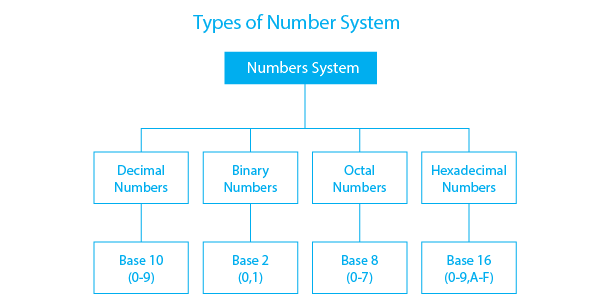 Types of Number System
Numbers System
Decimal
Numbers
Binary
Numbers
Octal
Numbers
Hexadecimal
Numbers
Base 10
(0-9)
Base 2
(0,1)
Base 8
(0-7)
Base 16
(0-9,A-F)